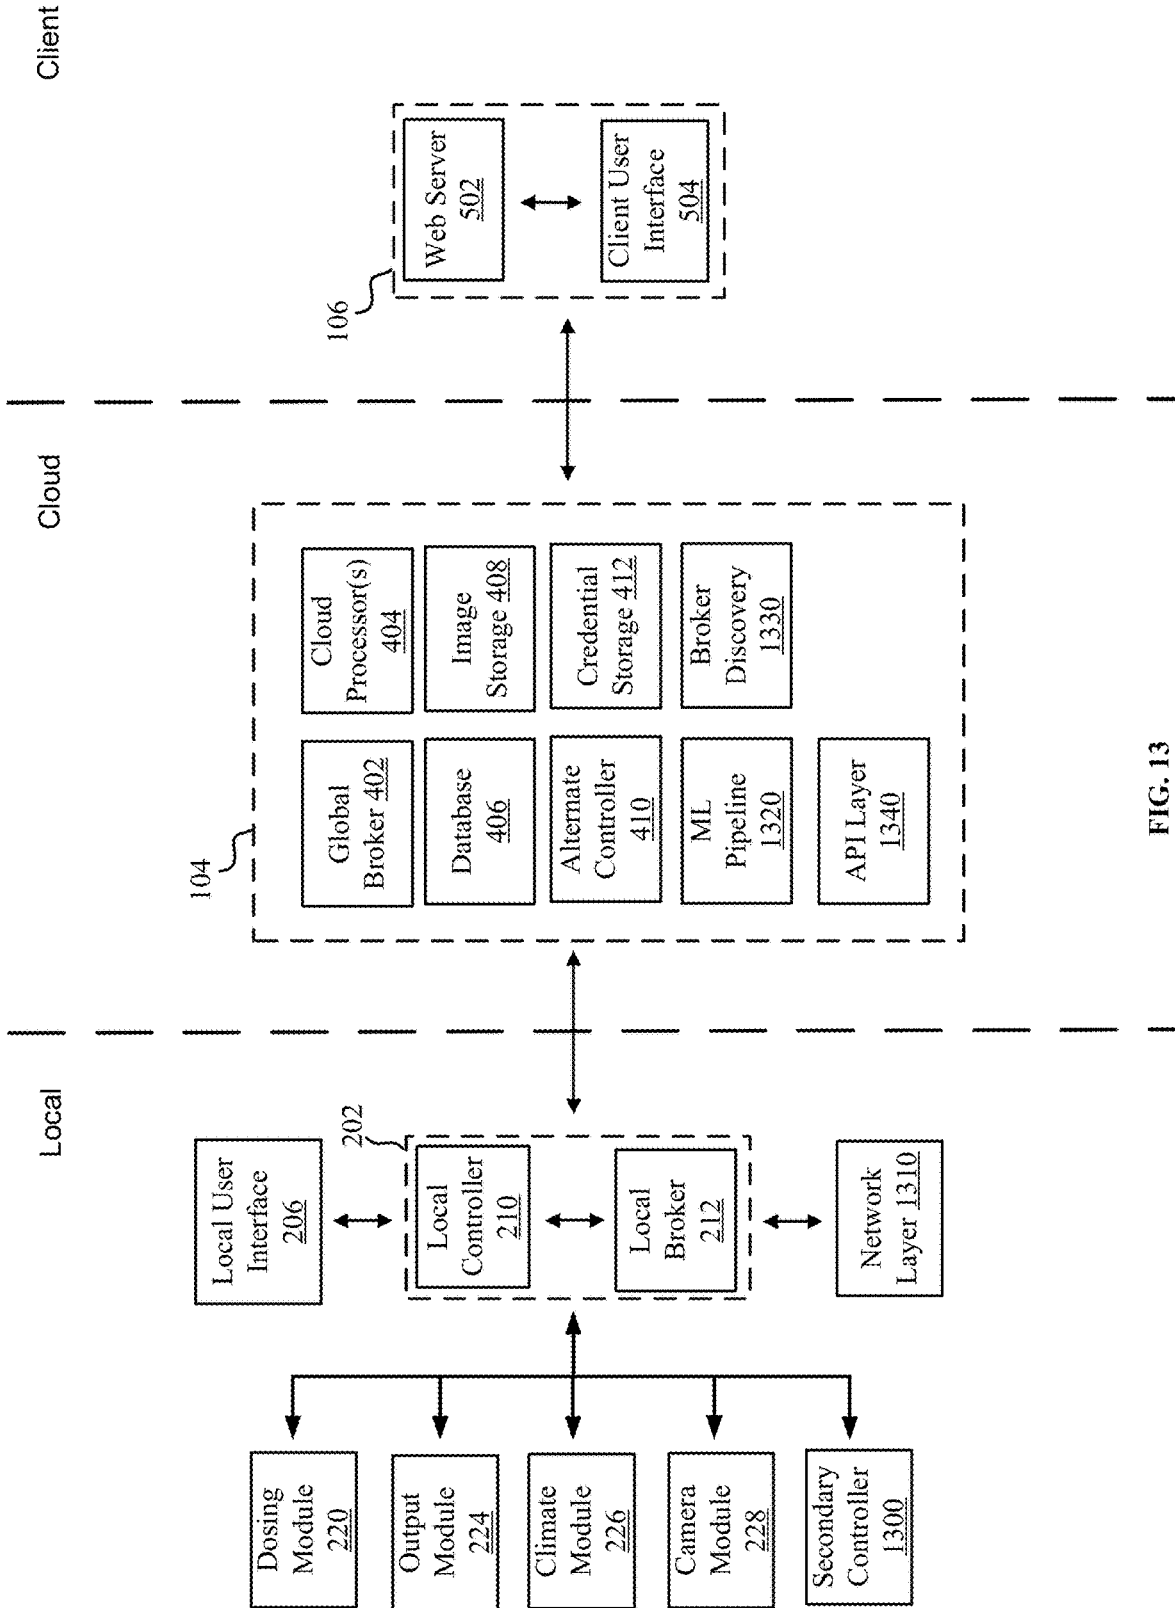 Local
Cloud
Client
Dosing
Module
220
Output
Module
224
Climate
Module
226
Camera
Module
228
Secondary
Controller
1300
Local User
Interface
206
202
Local
Controller
210
Local
Broker
212
Network
Layer 1310
104
Global
Broker 402
Cloud
Processor(s)
404
Database
406
Image
Storage 408
Alternate
Controller
410
Credential
Storage 412
ML
Pipeline
1320
Broker
Discovery
1330
API Layer
1340
106
Web Server
502
Client User
Interface
504
FIG. 13